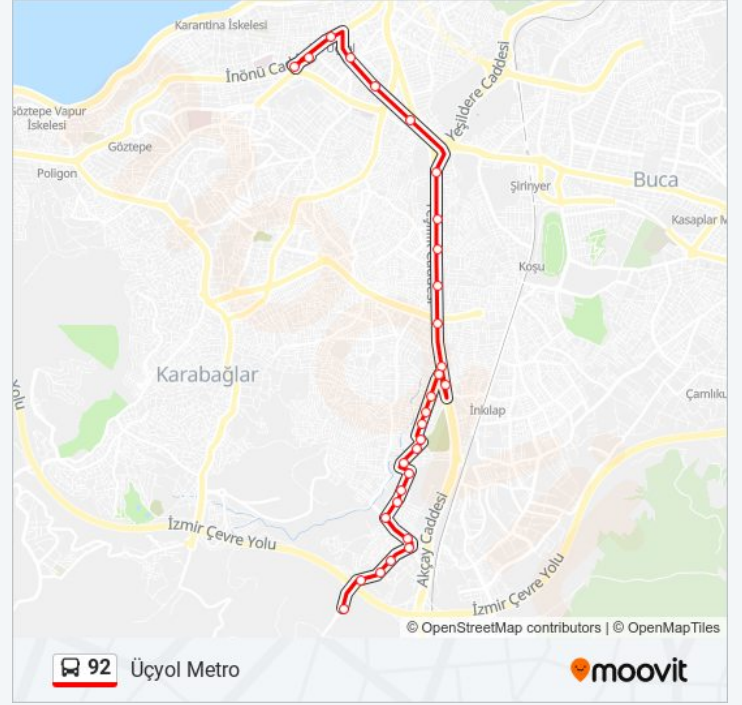 Karantina İskelesi
İnönü Ca
Yeşildere Caddesi
Göztepe Vapur
İskelesi
Göztepe
Poligon
Şirinyer
Buca
Kasaplar M
Koşu
Karabağlar
Yolu
İnkılap
Çamlıku
Akçay Caddesi
İzmir Çevre Yolu
İzmir Çevre Yolu
© OpenStreetMap contributors | © OpenMapTiles
92 Üçyol Metro
moovit